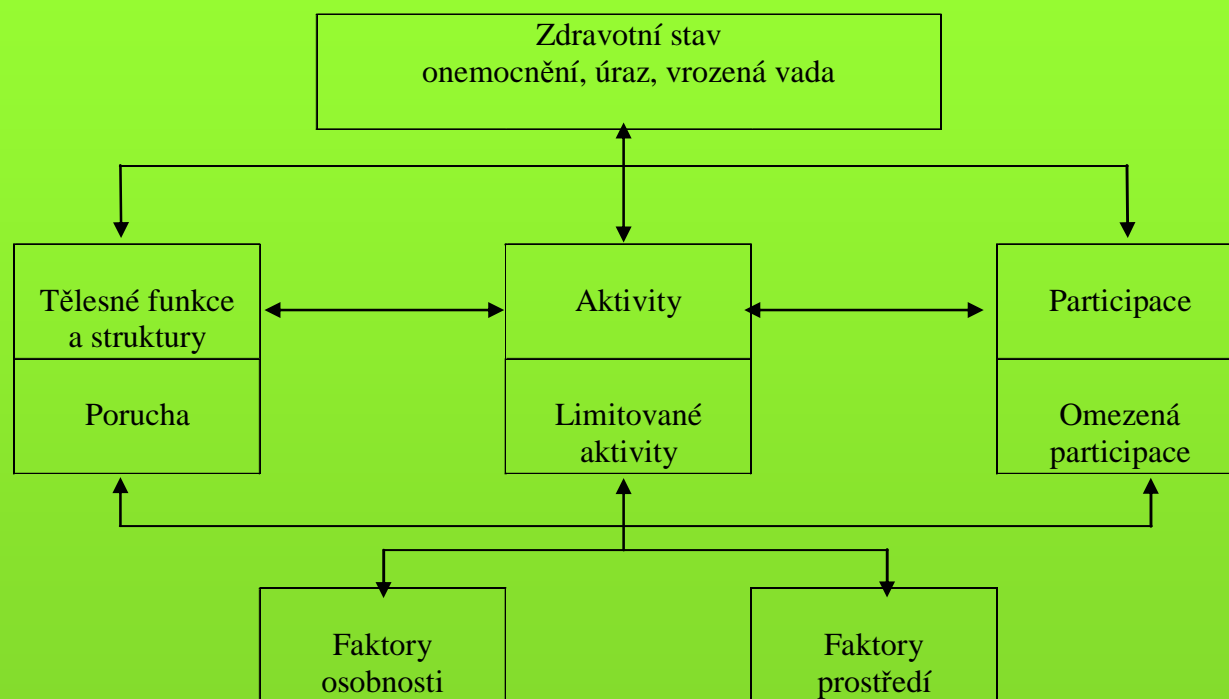 Zdravotní stav
onemocnění, úraz, vrozená vada
Tělesné funkce
a struktury
Aktivity
Participace
Porucha
Limitované
aktivity
Omezená
participace
Faktory
osobnosti
Faktory
prostředí